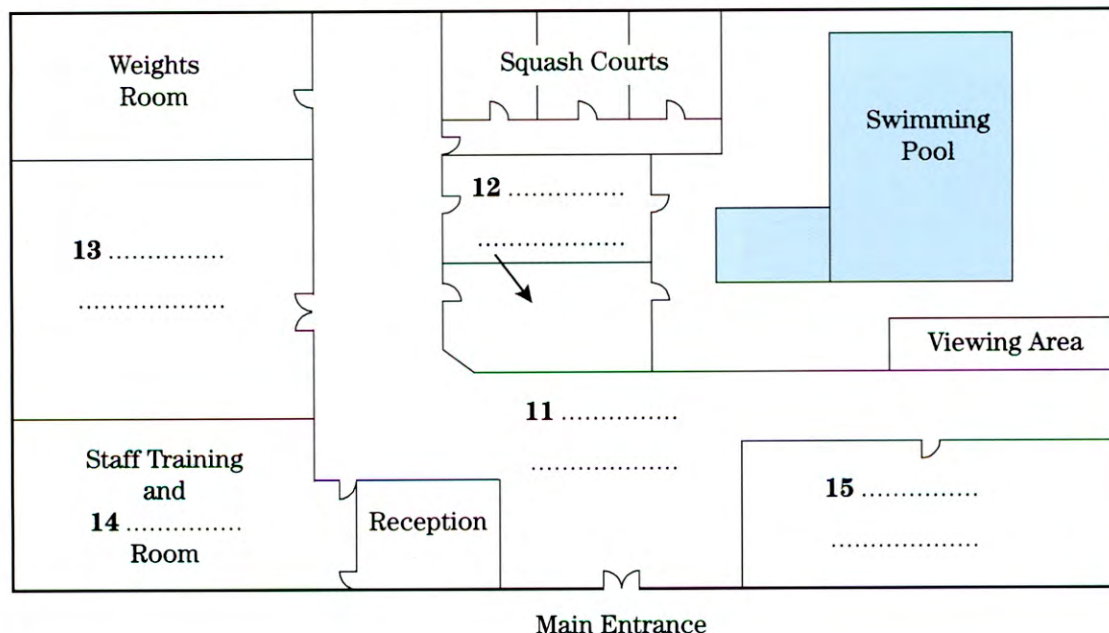 Weights
Room
Squash Courts
Swimming
Pool
12 ....................
.........................
13 ....................
.........................
Viewing Area
11 ....................
.........................
Staff Training
and
14 ....................
Room
Reception
15 ....................
.........................
Main Entrance